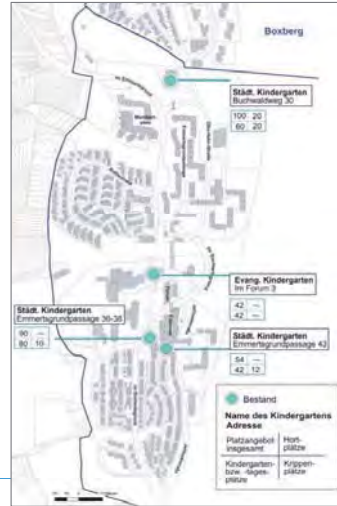 Boxberg
Städt. Kindergarten
Buchwaldweg 30
100 20
60 20
Evang. Kindergarten
Im Forum 3
42 —
42 —
Städt. Kindergarten
Emmertsgrundpassage 36-38
90 —
80 10
Städt. Kindergarten
Emmertsgrundpassage 42
54 —
42 12
Bestand
Name des Kindergartens
Adresse
Platzangebot
insgesamt
Hort-
plätze
Kindergarten-
bzw. -tages-
plätze
Krippen-
plätze